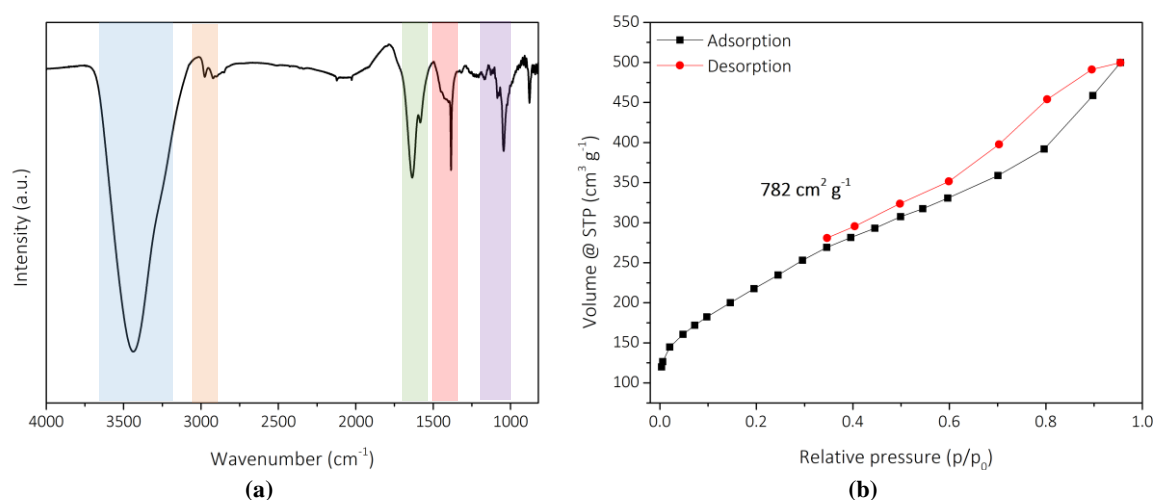 Intensity (a.u.)
4000 3500 3000 2500 2000 1500 1000
Wavenumber (cm⁻¹)
(a)
Volume @ STP (cm³ g⁻¹)
550
500
450
400
350
300
250
200
150
100
Adsorption
Desorption
782 cm² g⁻¹
0.0 0.2 0.4 0.6 0.8 1.0
Relative pressure (p/p₀)
(b)